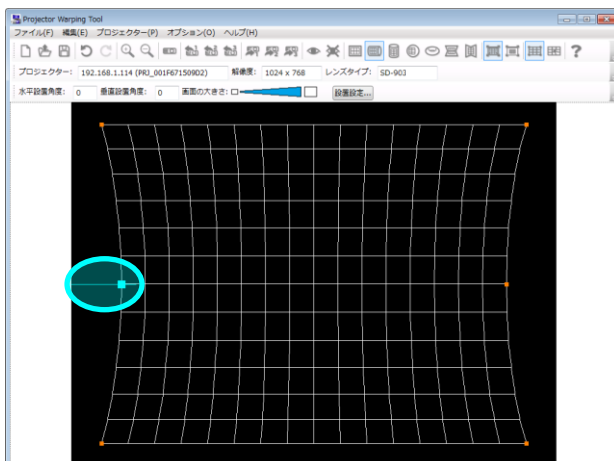 Projector Warping Tool
ファイル(F) 編集(E) プロジェクター(P) オプション(O) ヘルプ(H)
プロジェクター: 192.168.1.114 (PRJ_001F671509D2) 解像度: 1024 x 768 レンズタイプ: SD-903
水平設置角度: 0 垂直設置角度: 0 画面の大きさ: 設置設定...